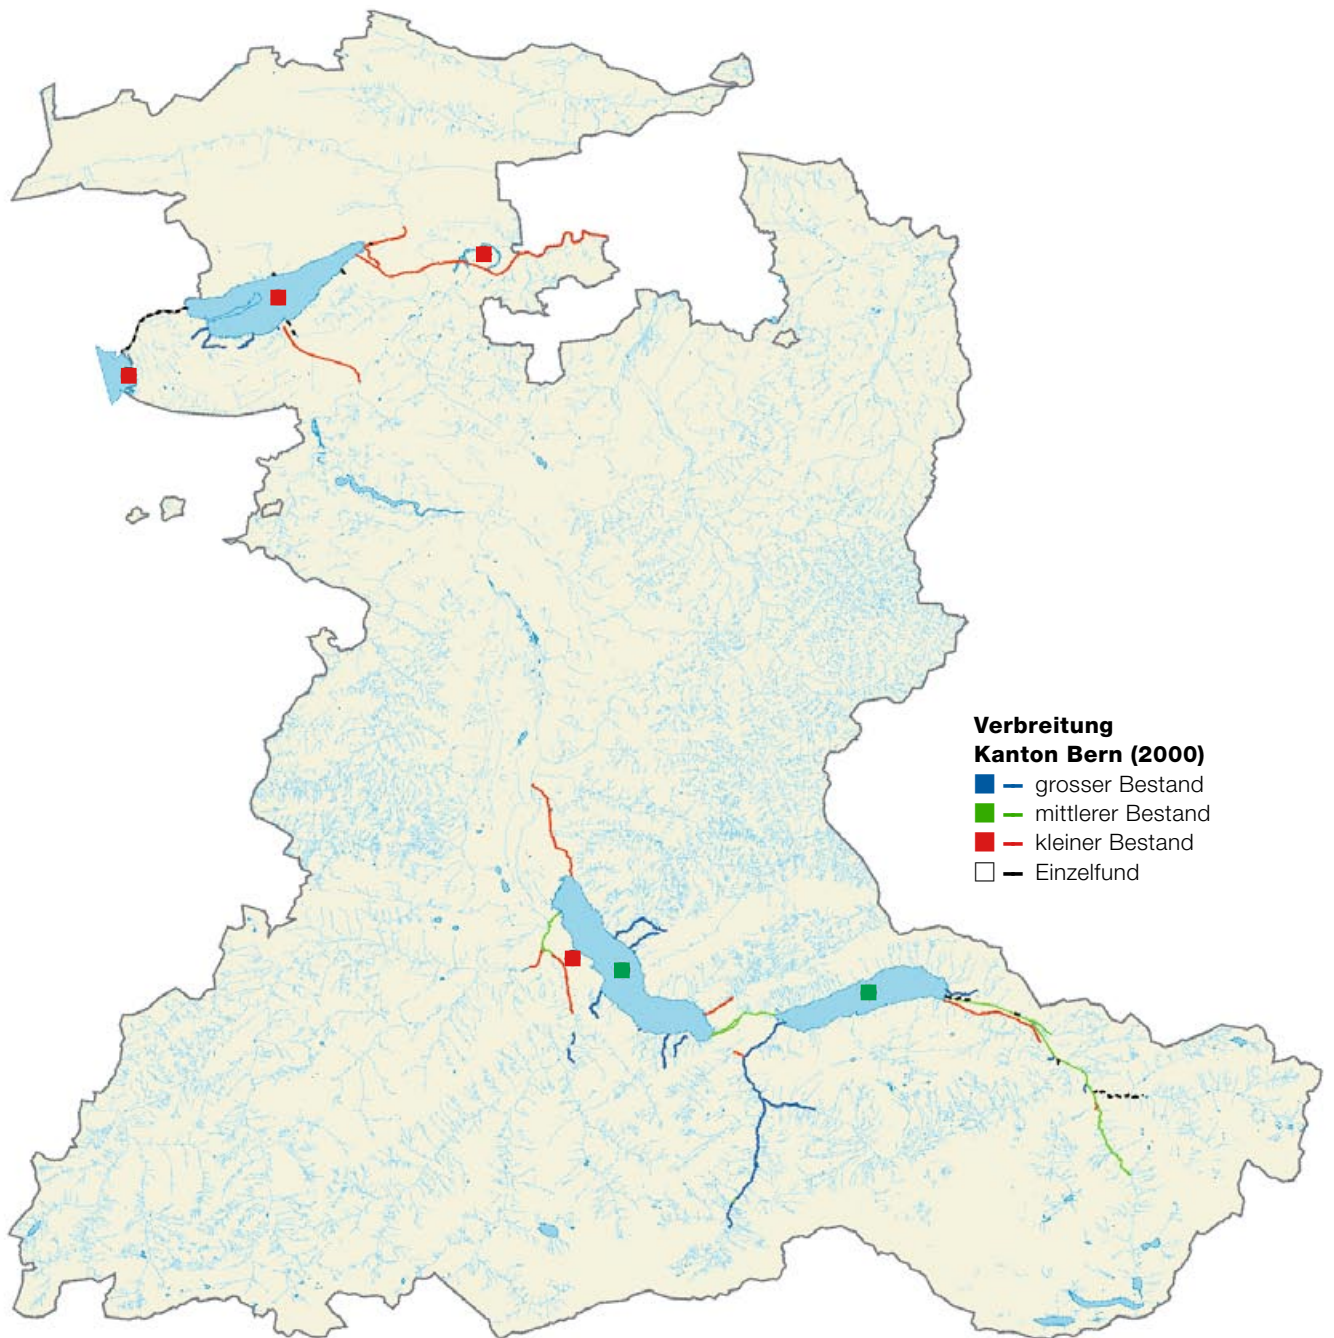 Verbreitung
Kanton Bern (2000)
grosser Bestand
mittlerer Bestand
kleiner Bestand
Einzelfund